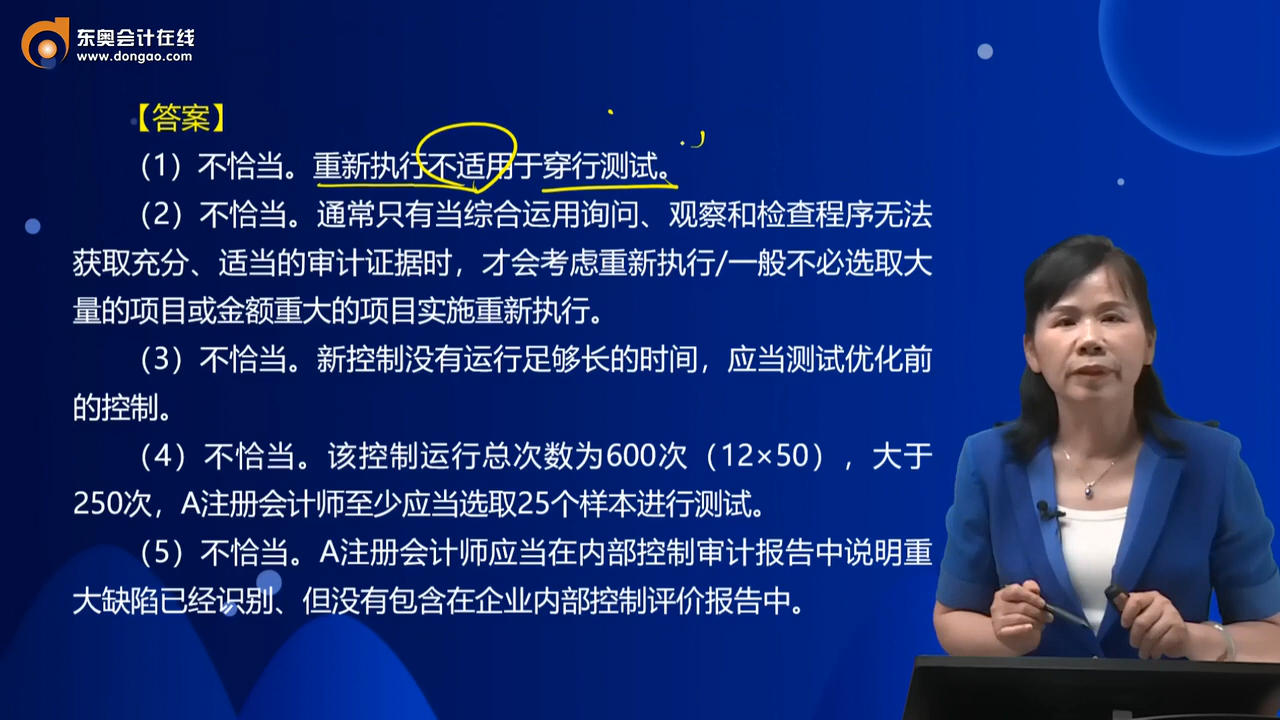 东奥会计在线
www.dongao.com
【答案】
（1）不恰当。重新执行不适用于穿行测试。
（2）不恰当。通常只有当综合运用询问、观察和检查程序无法
获取充分、适当的审计证据时，才会考虑重新执行/一般不必选取大
量的项目或金额重大的项目实施重新执行。
（3）不恰当。新控制没有运行足够长的时间，应当测试优化前
的控制。
（4）不恰当。该控制运行总次数为600次（12×50），大于
250次，A注册会计师至少应当选取25个样本进行测试。
（5）不恰当。A注册会计师应当在内部控制审计报告中说明重
大缺陷已经识别、但没有包含在企业内部控制评价报告中。